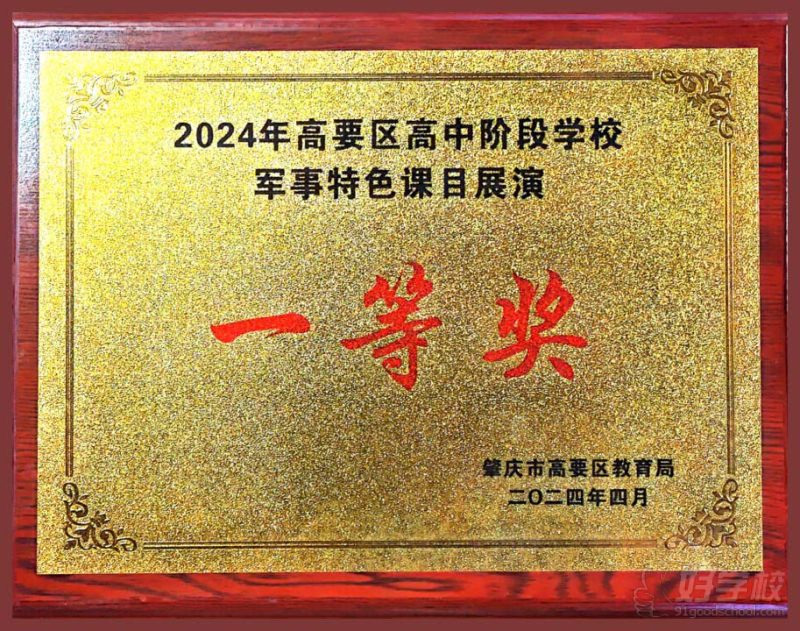 2024年高要区高中阶段学校
军事特色课目展演
一等奖
肇庆市高要区教育局
二〇二四年四月
好学校
91goodschool.com